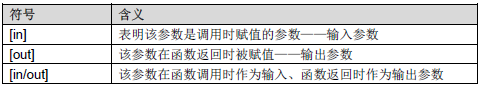 符号 含义
[in] 表明该参数是调用时赋值的参数——输入参数
[out] 该参数在函数返回时被赋值——输出参数
[in/out] 该参数在函数调用时作为输入、函数返回时作为输出参数